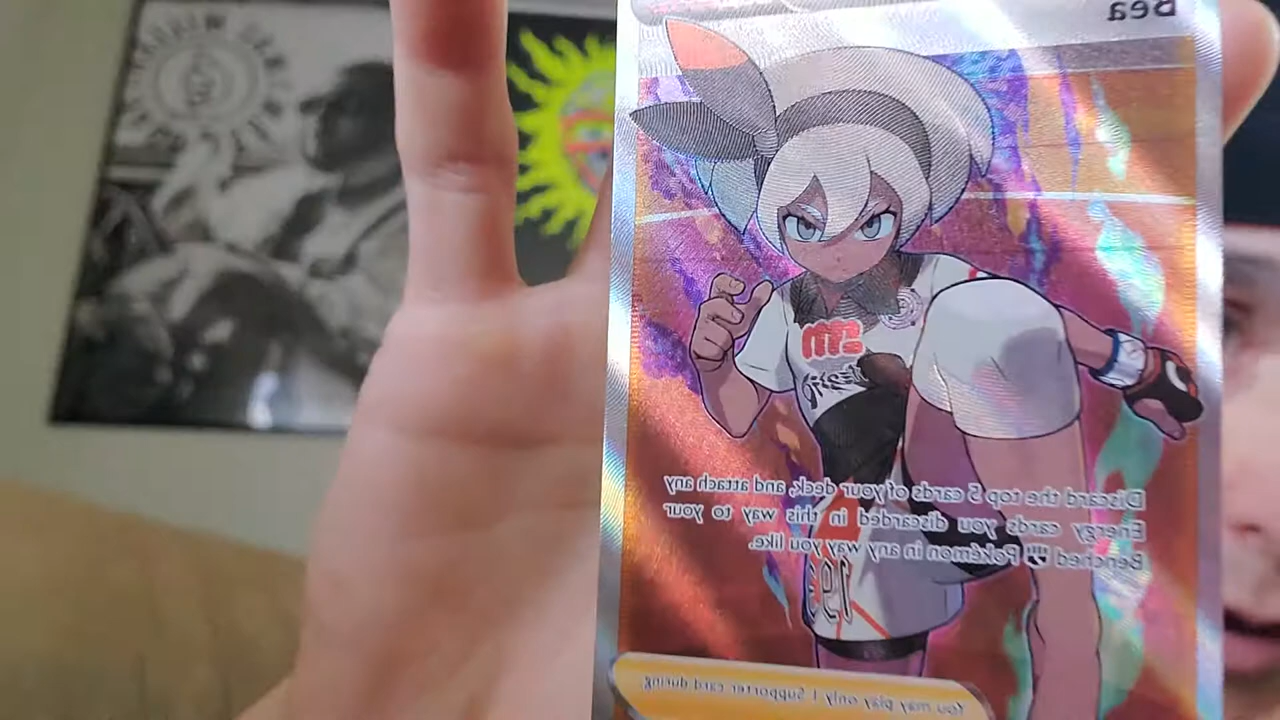 Bea
Discard the top 5 cards of your deck, and attach any
Energy cards you discarded in this way to your
Benched Pokémon in any way you like.
193
You may play only 1 Supporter card during